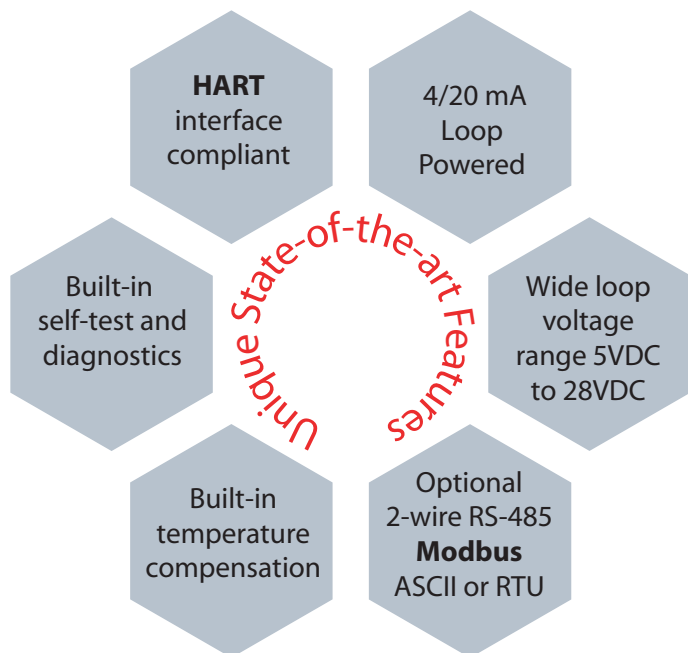 HART
interface
compliant
4/20 mA
Loop
Powered
Unique State-of-the-art Features
Built-in
self-test and
diagnostics
Wide loop
voltage
range 5VDC
to 28VDC
Built-in
temperature
compensation
Optional
2-wire RS-485
Modbus
ASCII or RTU